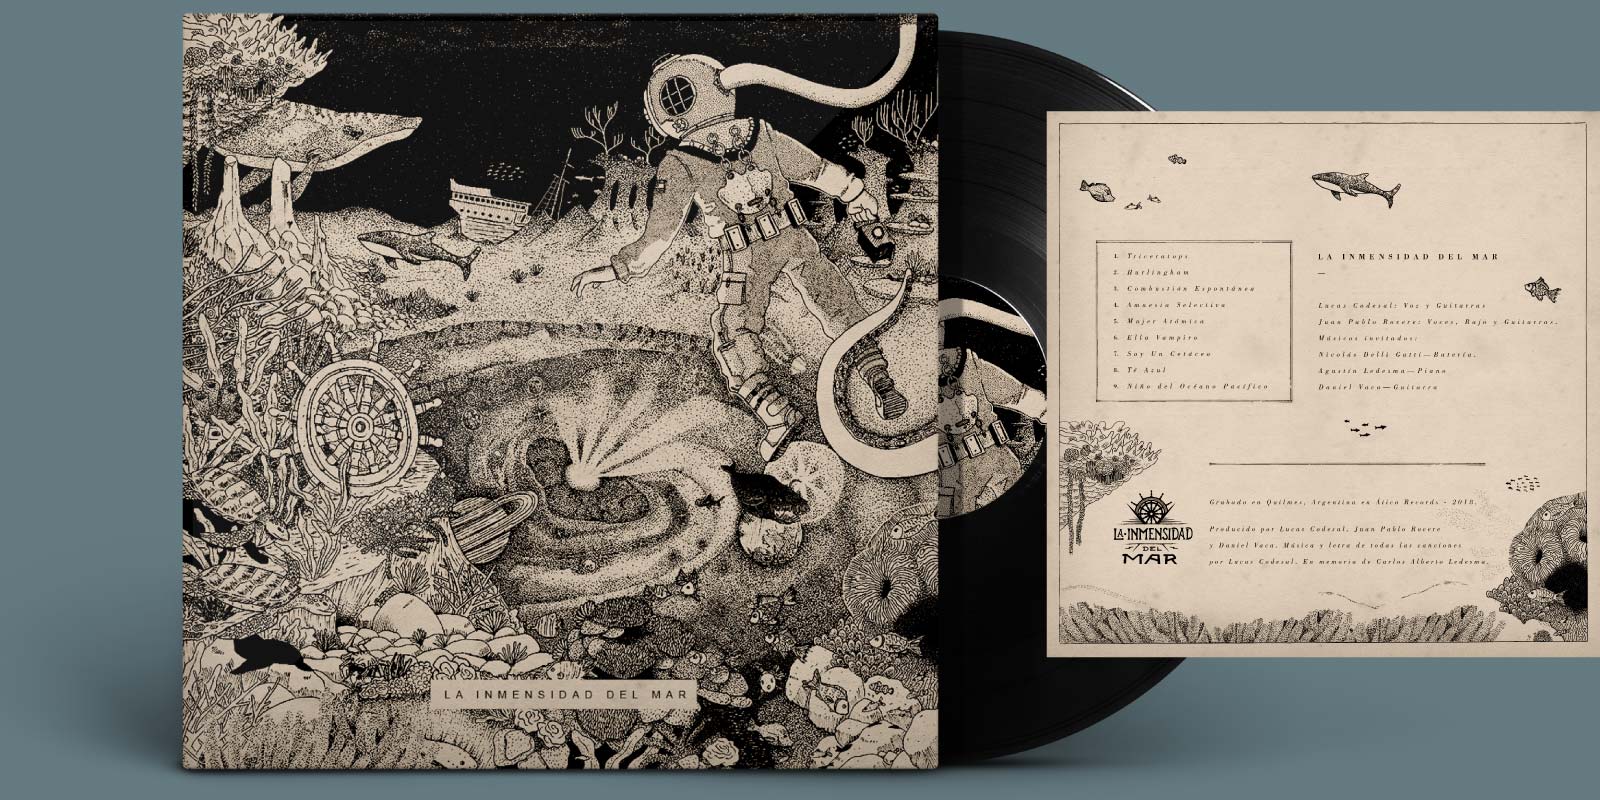 LA INMENSIDAD DEL MAR
1. Triceratops
2. Hurlingham
3. Combustión Espontánea
4. Amnesia Selectiva
5. Mujer Atómica
6. Ella Vampiro
7. Soy Un Cetáceo
8. Té Azul
9. Niño del Océano Pacífico
LA INMENSIDAD DEL MAR
—
Lucas Codesal: Voz y Guitarras
Juan Pablo Rovere: Voces, Bajo y Guitarras.
Músicos invitados:
Nicolás Delli Gatti—Batería.
Agustín Ledesma—Piano
Daniel Vaca—Guitarra
LA·INMENSIDAD
DEL
MAR
Grabado en Quilmes, Argentina en Ático Records - 2018.
Producido por Lucas Codesal, Juan Pablo Rovere
y Daniel Vaca. Música y letra de todas las canciones
por Lucas Codesal. En memoria de Carlos Alberto Ledesma.